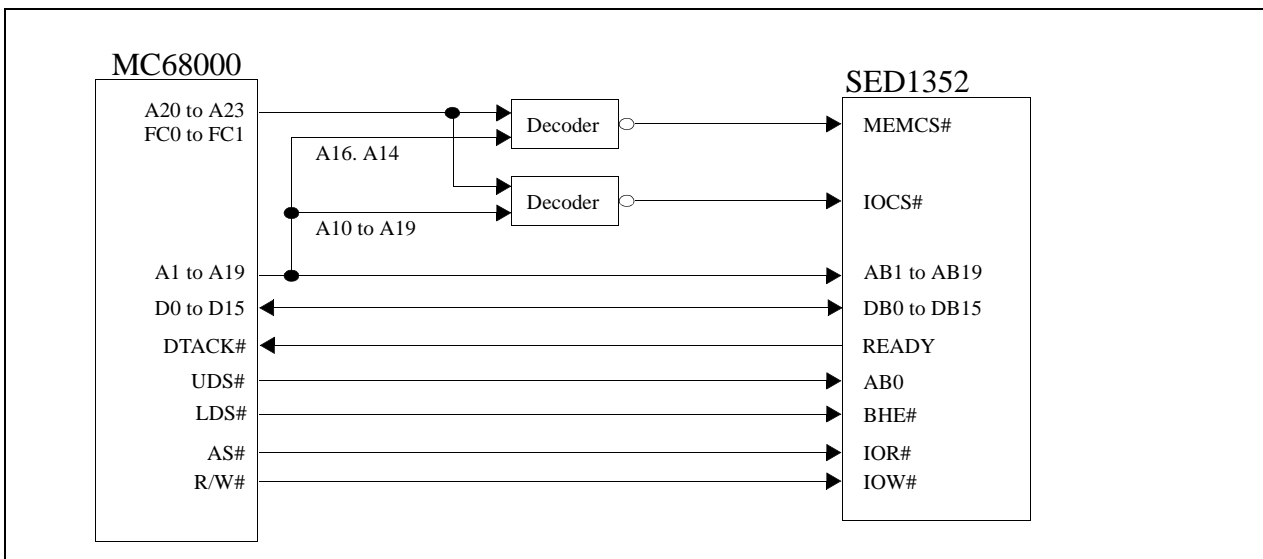 MC68000
SED1352
A20 to A23
FC0 to FC1
Decoder
MEMCS#
A16. A14
Decoder
IOCS#
A10 to A19
A1 to A19
AB1 to AB19
D0 to D15
DB0 to DB15
DTACK#
READY
UDS#
AB0
LDS#
BHE#
AS#
IOR#
R/W#
IOW#